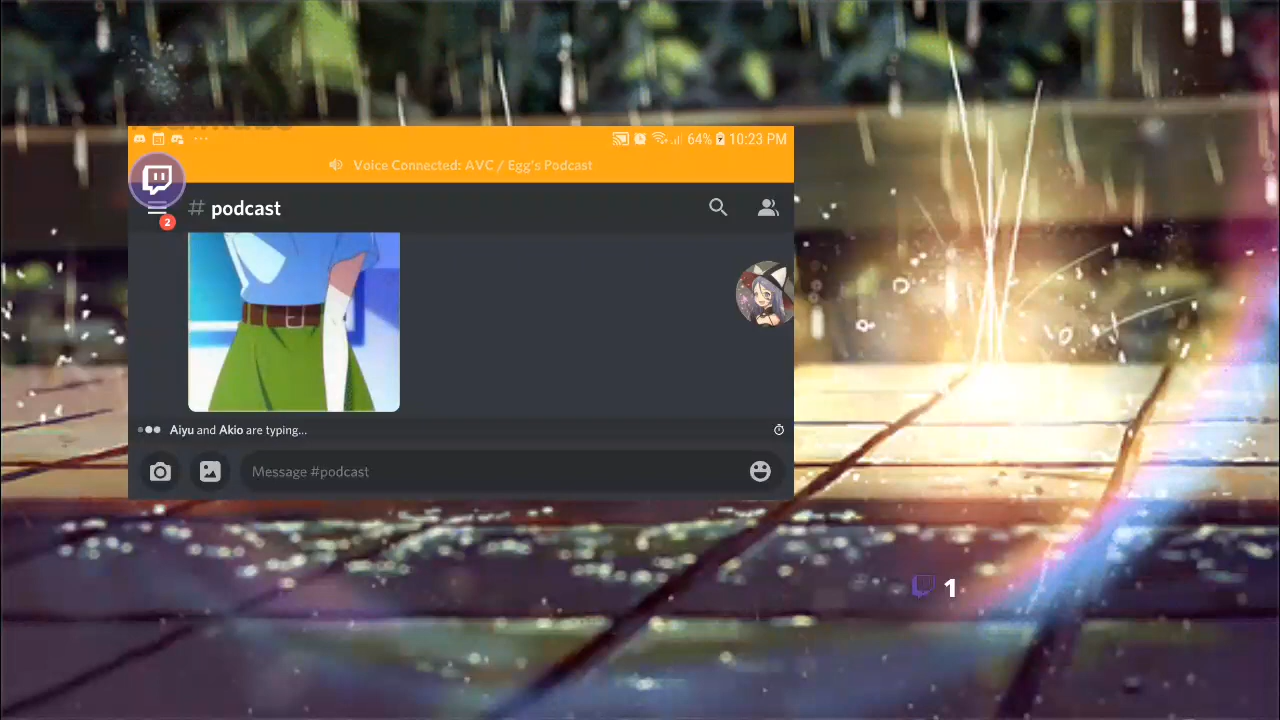 64% 10:23 PM
Voice Connected: AVC / Egg's Podcast
# podcast
2
Aiyu and Akio are typing...
Message #podcast
1